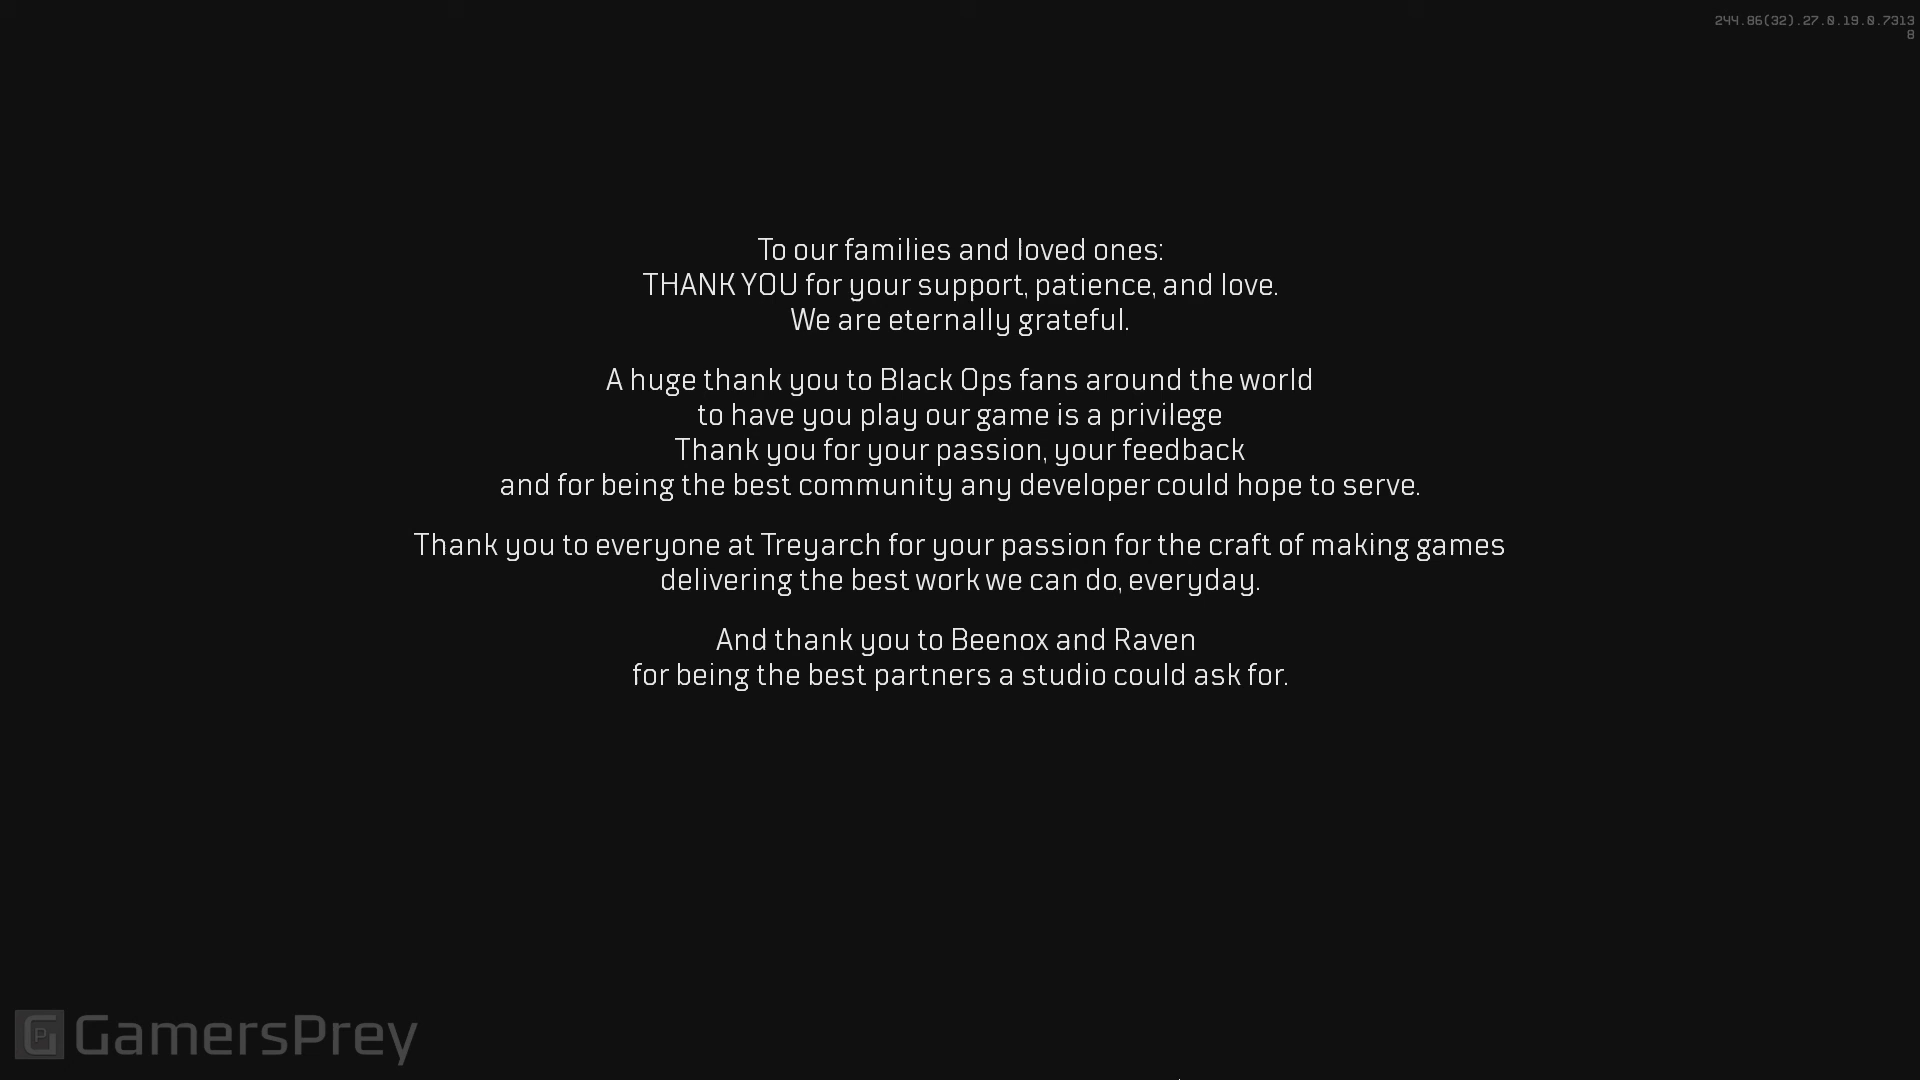 244.86(32).27.0.19.0.7313
8
To our families and loved ones:
THANK YOU for your support, patience, and love.
We are eternally grateful.
A huge thank you to Black Ops fans around the world
to have you play our game is a privilege
Thank you for your passion, your feedback
and for being the best community any developer could hope to serve.
Thank you to everyone at Treyarch for your passion for the craft of making games
delivering the best work we can do, everyday.
And thank you to Beenox and Raven
for being the best partners a studio could ask for.
GamersPrey